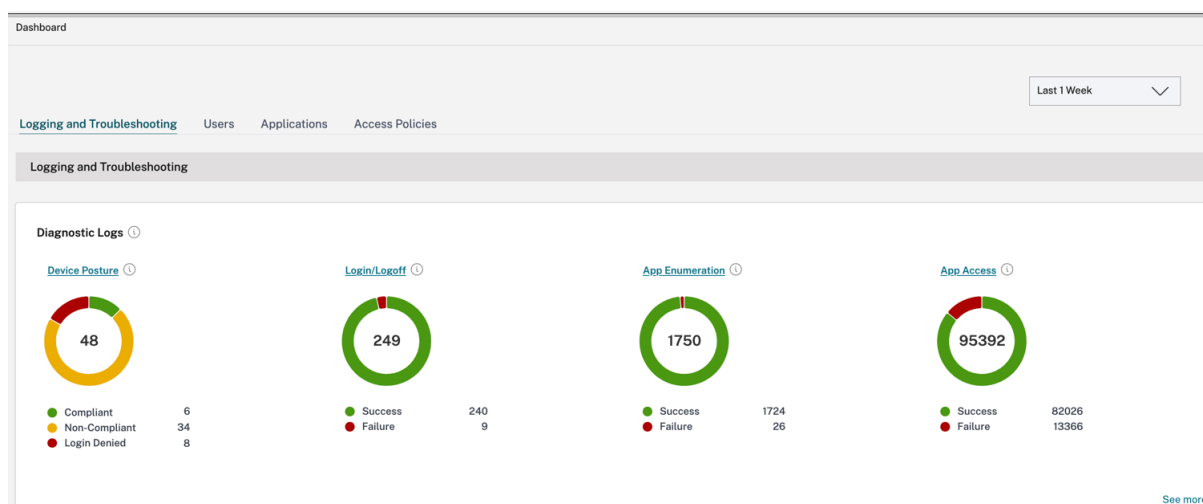 Dashboard
Last 1 Week
Logging and Troubleshooting Users Applications Access Policies
Logging and Troubleshooting
Diagnostic Logs
Device Posture Login/Logoff App Enumeration App Access
48 249 1750 95392
Compliant 6 Success 240 Success 1724 Success 82026
Non-Compliant 34 Failure 9 Failure 26 Failure 13366
Login Denied 8
See more